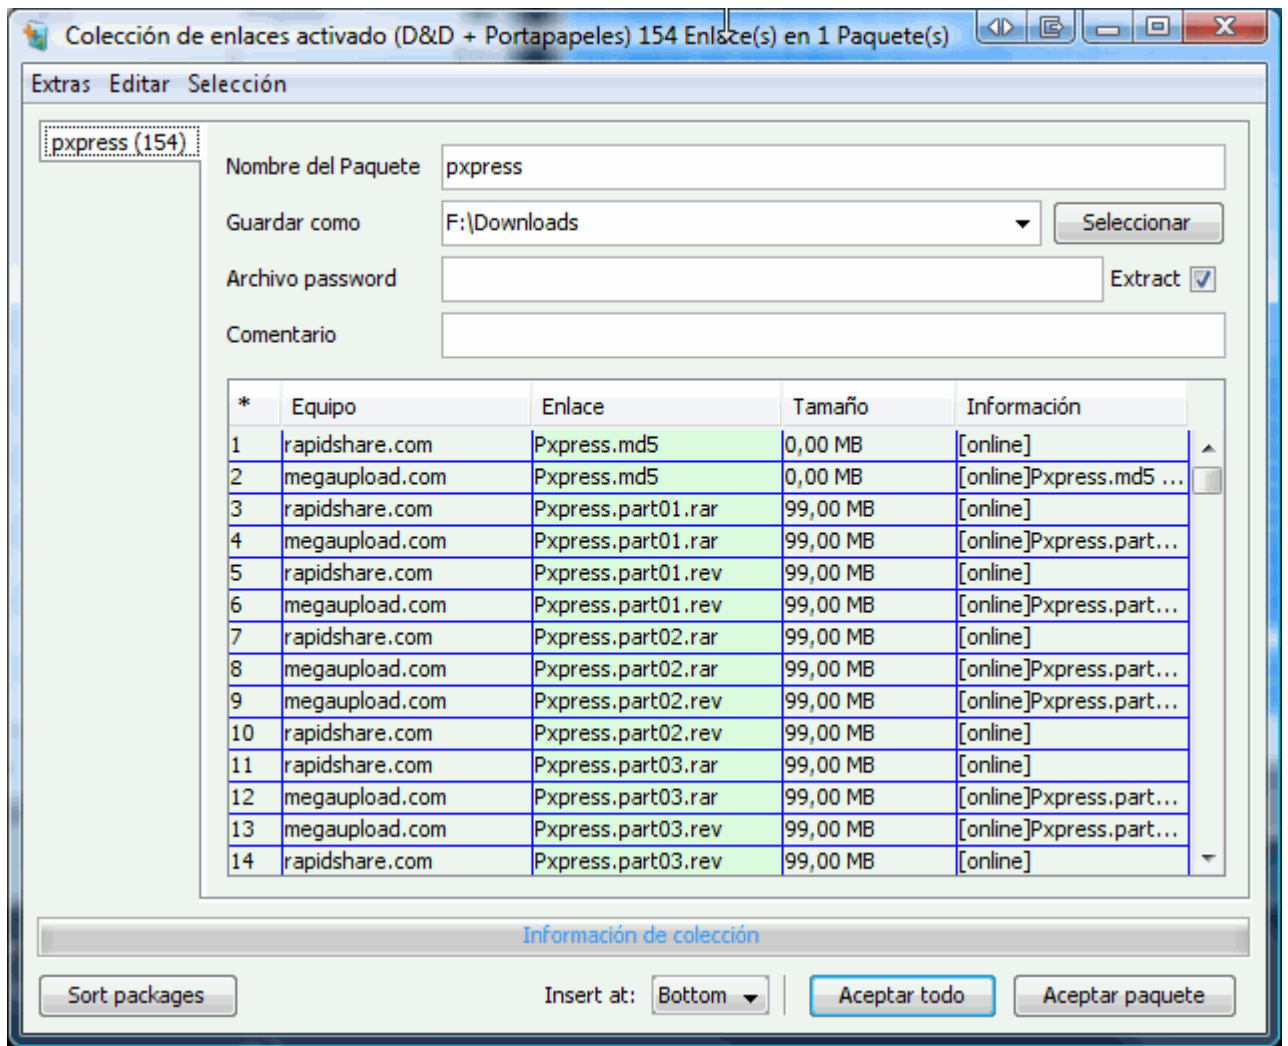 Colección de enlaces activado (D&D + Portapapeles) 154 Enlace(s) en 1 Paquete(s)
Extras Editar Selección
pxpress (154)
Nombre del Paquete pxpress
Guardar como F:\Downloads Seleccionar
Archivo password Extract
Comentario
* Equipo Enlace Tamaño Información
1 rapidshare.com Pxpress.md5 0,00 MB [online]
2 megaupload.com Pxpress.md5 0,00 MB [online]Pxpress.md5 ...
3 rapidshare.com Pxpress.part01.rar 99,00 MB [online]
4 megaupload.com Pxpress.part01.rar 99,00 MB [online]Pxpress.part...
5 rapidshare.com Pxpress.part01.rev 99,00 MB [online]
6 megaupload.com Pxpress.part01.rev 99,00 MB [online]Pxpress.part...
7 rapidshare.com Pxpress.part02.rar 99,00 MB [online]
8 megaupload.com Pxpress.part02.rar 99,00 MB [online]Pxpress.part...
9 megaupload.com Pxpress.part02.rev 99,00 MB [online]Pxpress.part...
10 rapidshare.com Pxpress.part02.rev 99,00 MB [online]
11 rapidshare.com Pxpress.part03.rar 99,00 MB [online]
12 megaupload.com Pxpress.part03.rar 99,00 MB [online]Pxpress.part...
13 megaupload.com Pxpress.part03.rev 99,00 MB [online]Pxpress.part...
14 rapidshare.com Pxpress.part03.rev 99,00 MB [online]
Información de colección
Sort packages Insert at: Bottom Aceptar todo Aceptar paquete